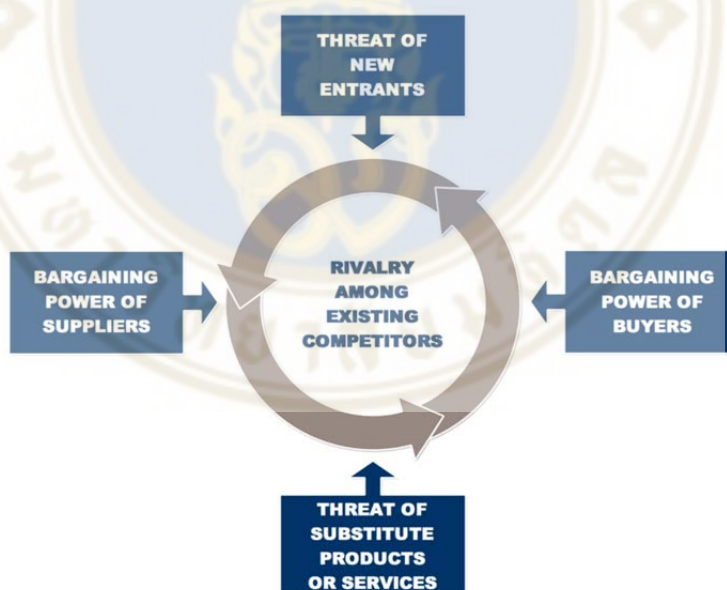 THREAT OF
NEW
ENTRANTS
BARGAINING
POWER OF
SUPPLIERS
RIVALRY
AMONG
EXISTING
COMPETITORS
BARGAINING
POWER OF
BUYERS
THREAT OF
SUBSTITUTE
PRODUCTS
OR SERVICES